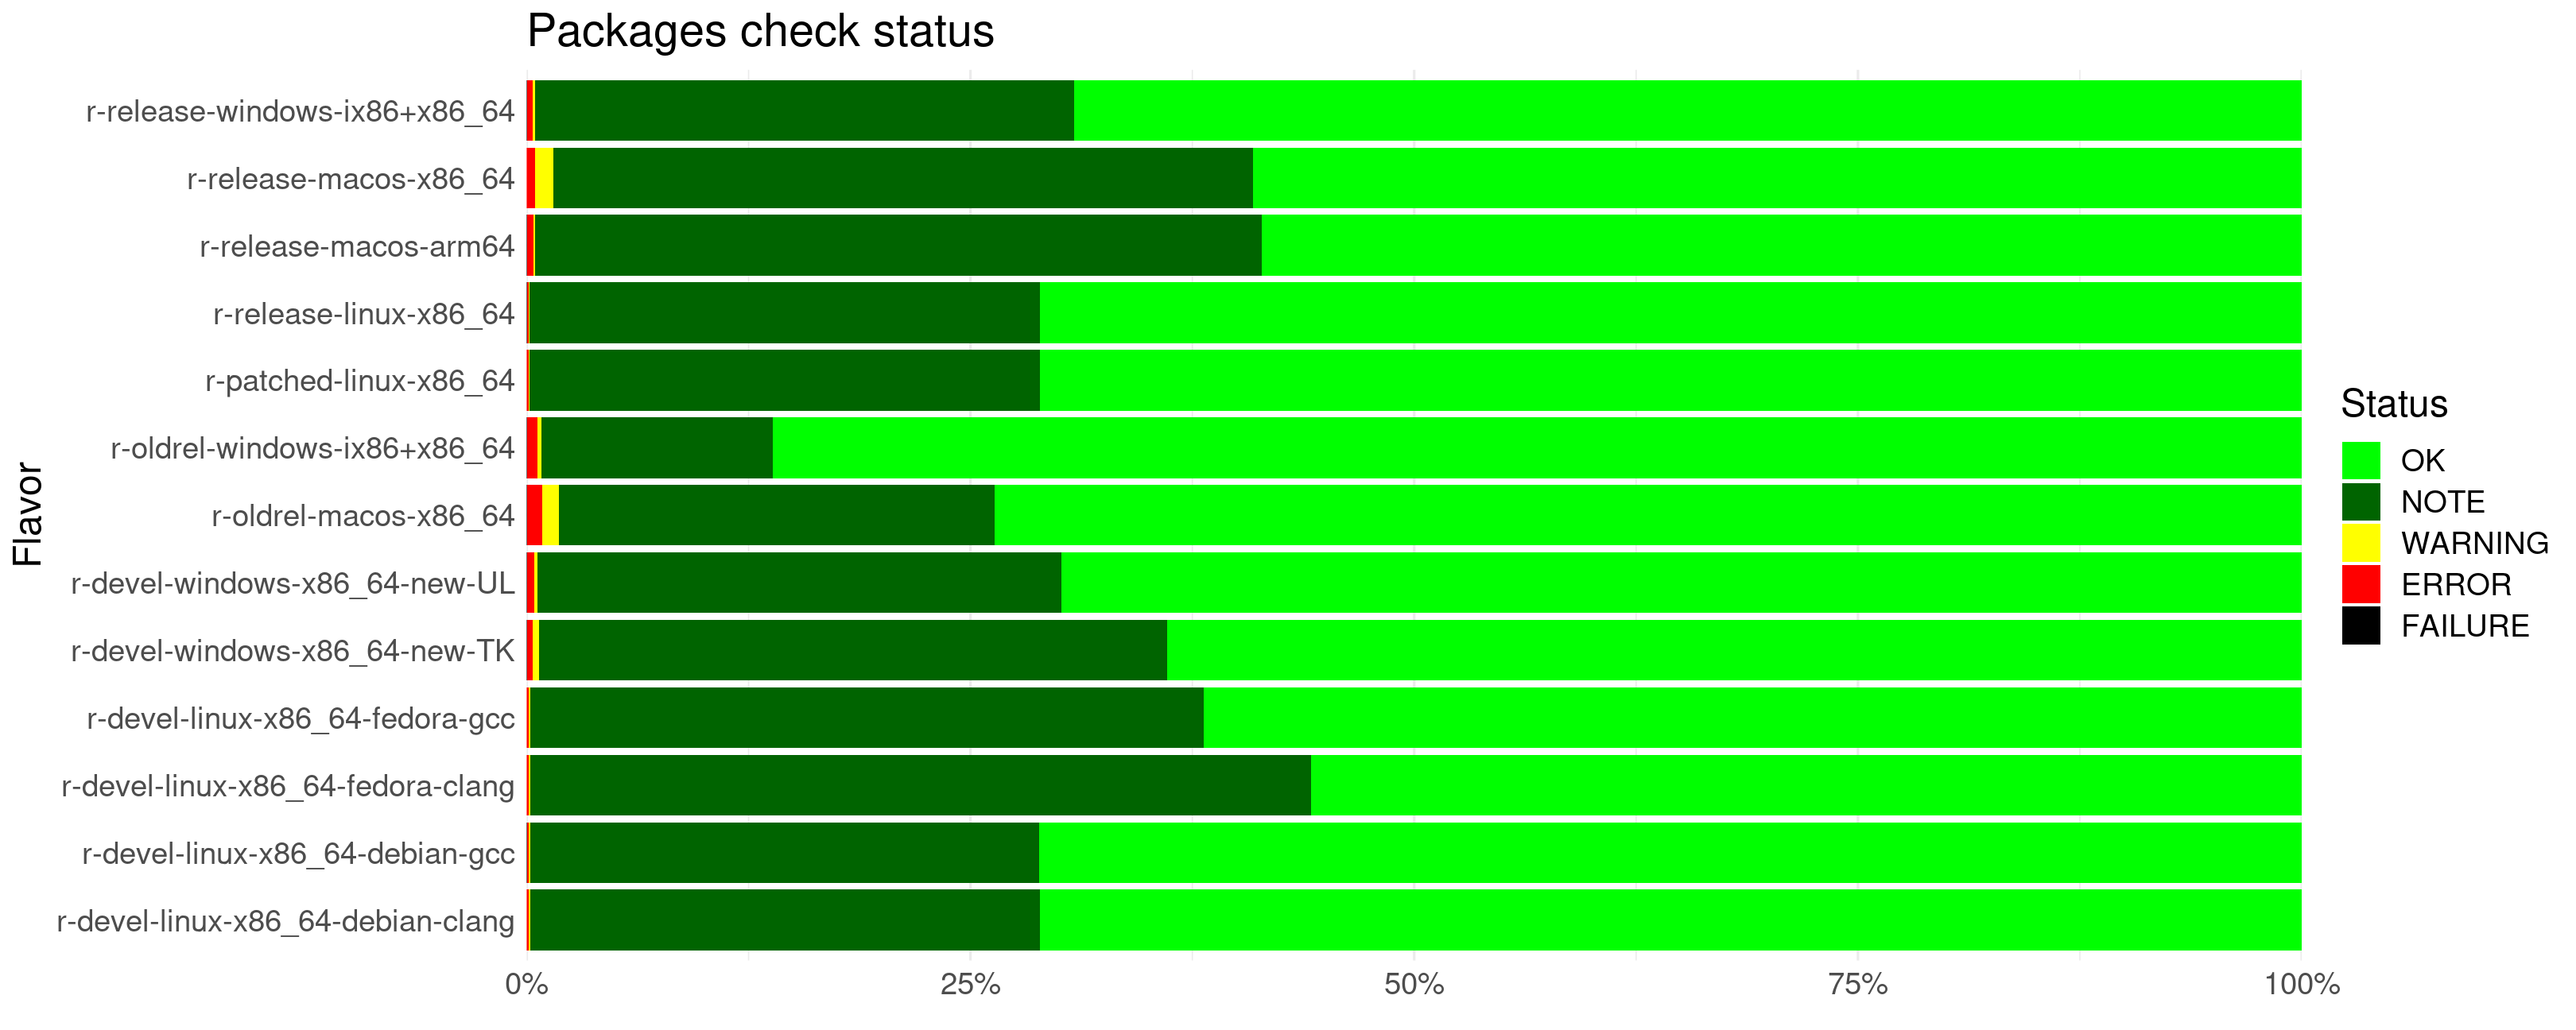 Packages check status
Flavor
r-release-windows-ix86+x86_64
r-release-macos-x86_64
r-release-macos-arm64
r-release-linux-x86_64
r-patched-linux-x86_64
r-oldrel-windows-ix86+x86_64
r-oldrel-macos-x86_64
r-devel-windows-x86_64-new-UL
r-devel-windows-x86_64-new-TK
r-devel-linux-x86_64-fedora-gcc
r-devel-linux-x86_64-fedora-clang
r-devel-linux-x86_64-debian-gcc
r-devel-linux-x86_64-debian-clang
0% 25% 50% 75% 100%
Status
OK
NOTE
WARNING
ERROR
FAILURE